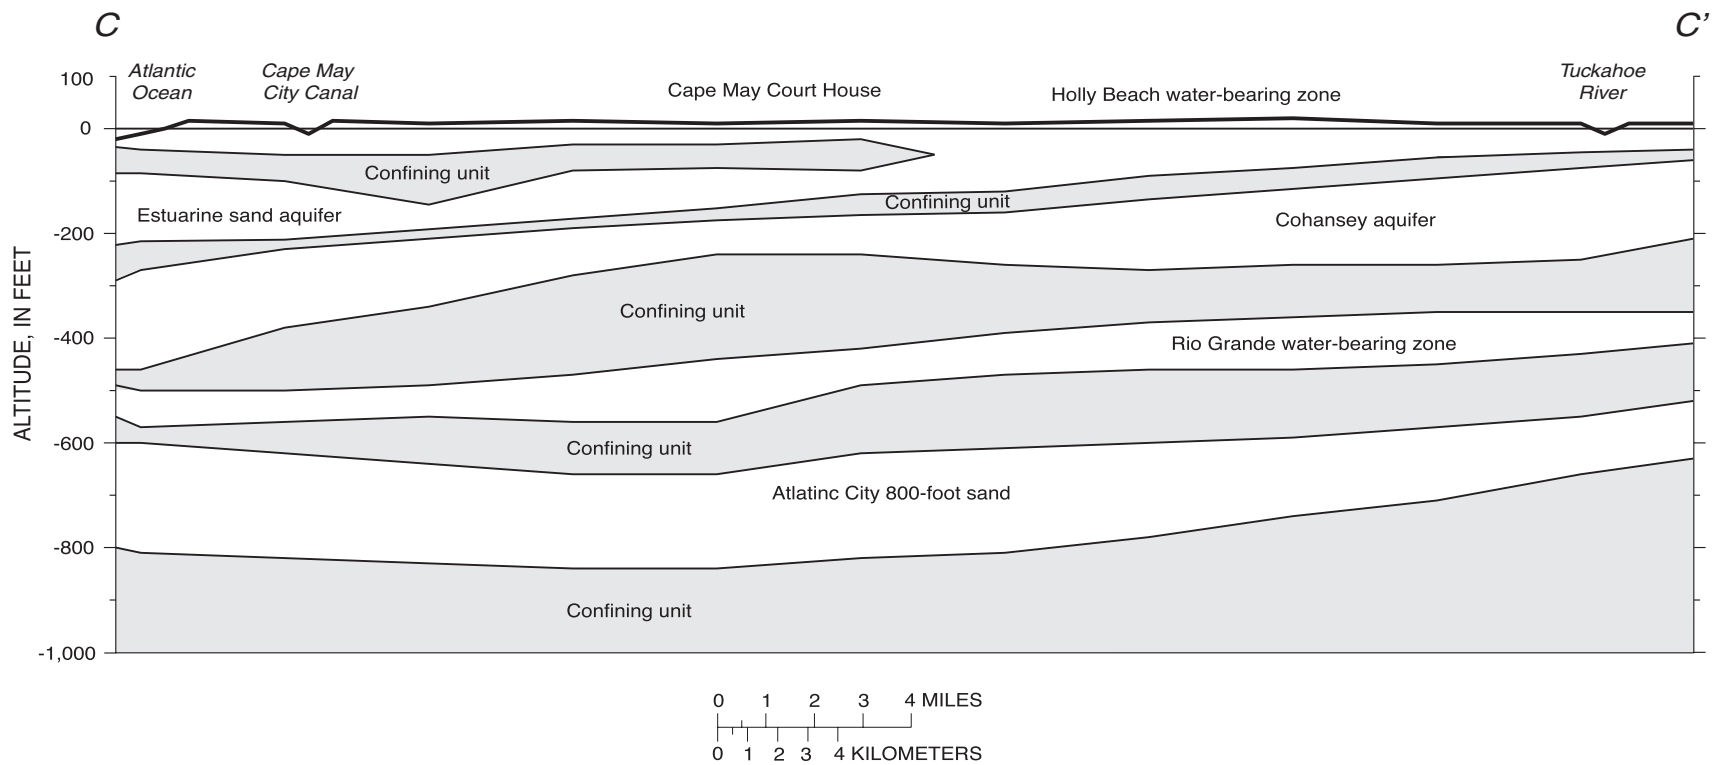 C
C’
Atlantic
Ocean
Cape May
City Canal
Cape May Court House
Holly Beach water-bearing zone
Tuckahoe
River
100
0
-200
-400
-600
-800
-1,000
ALTITUDE, IN FEET
Confining unit
Estuarine sand aquifer
Confining unit
Cohansey aquifer
Confining unit
Rio Grande water-bearing zone
Confining unit
Atlatinc City 800-foot sand
Confining unit
0 1 2 3 4 MILES
0 1 2 3 4 KILOMETERS